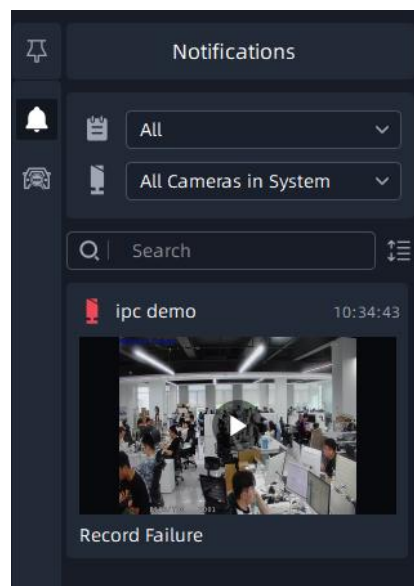 Notifications
All
All Cameras in System
Search
ipc demo
10:34:43
Record Failure